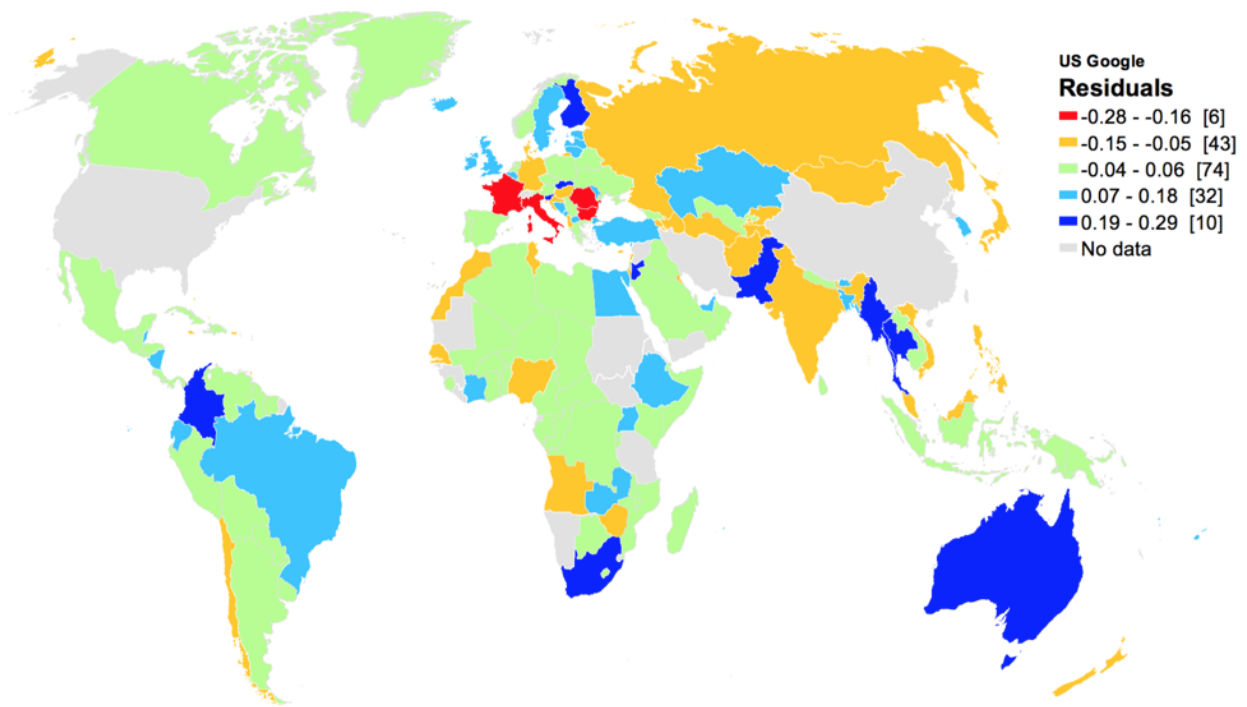 US Google
Residuals
-0.28 - -0.16 [6]
-0.15 - -0.05 [43]
-0.04 - 0.06 [74]
0.07 - 0.18 [32]
0.19 - 0.29 [10]
No data